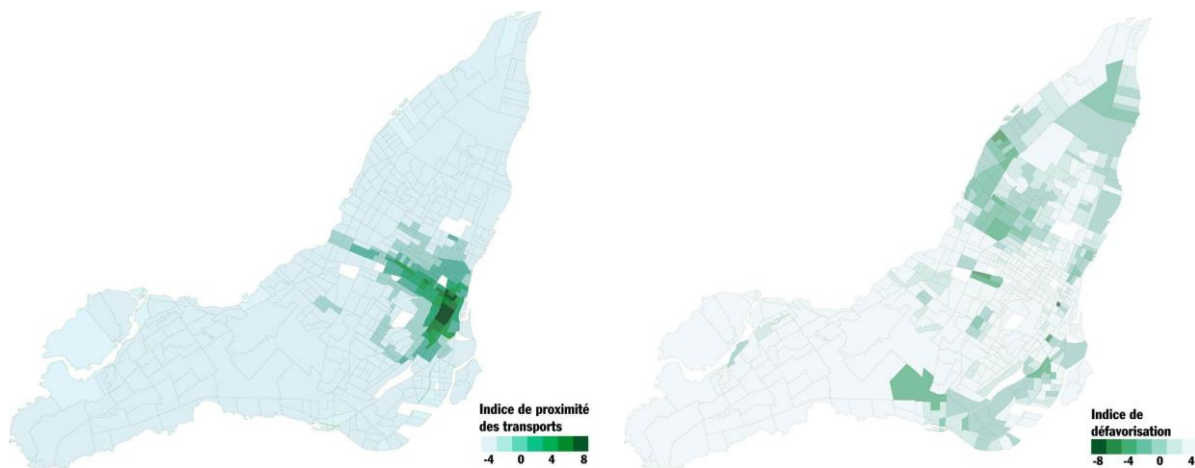 Indice de proximité
des transports
-4 0 4 8
Indice de
défavorisation
-8 -4 0 4